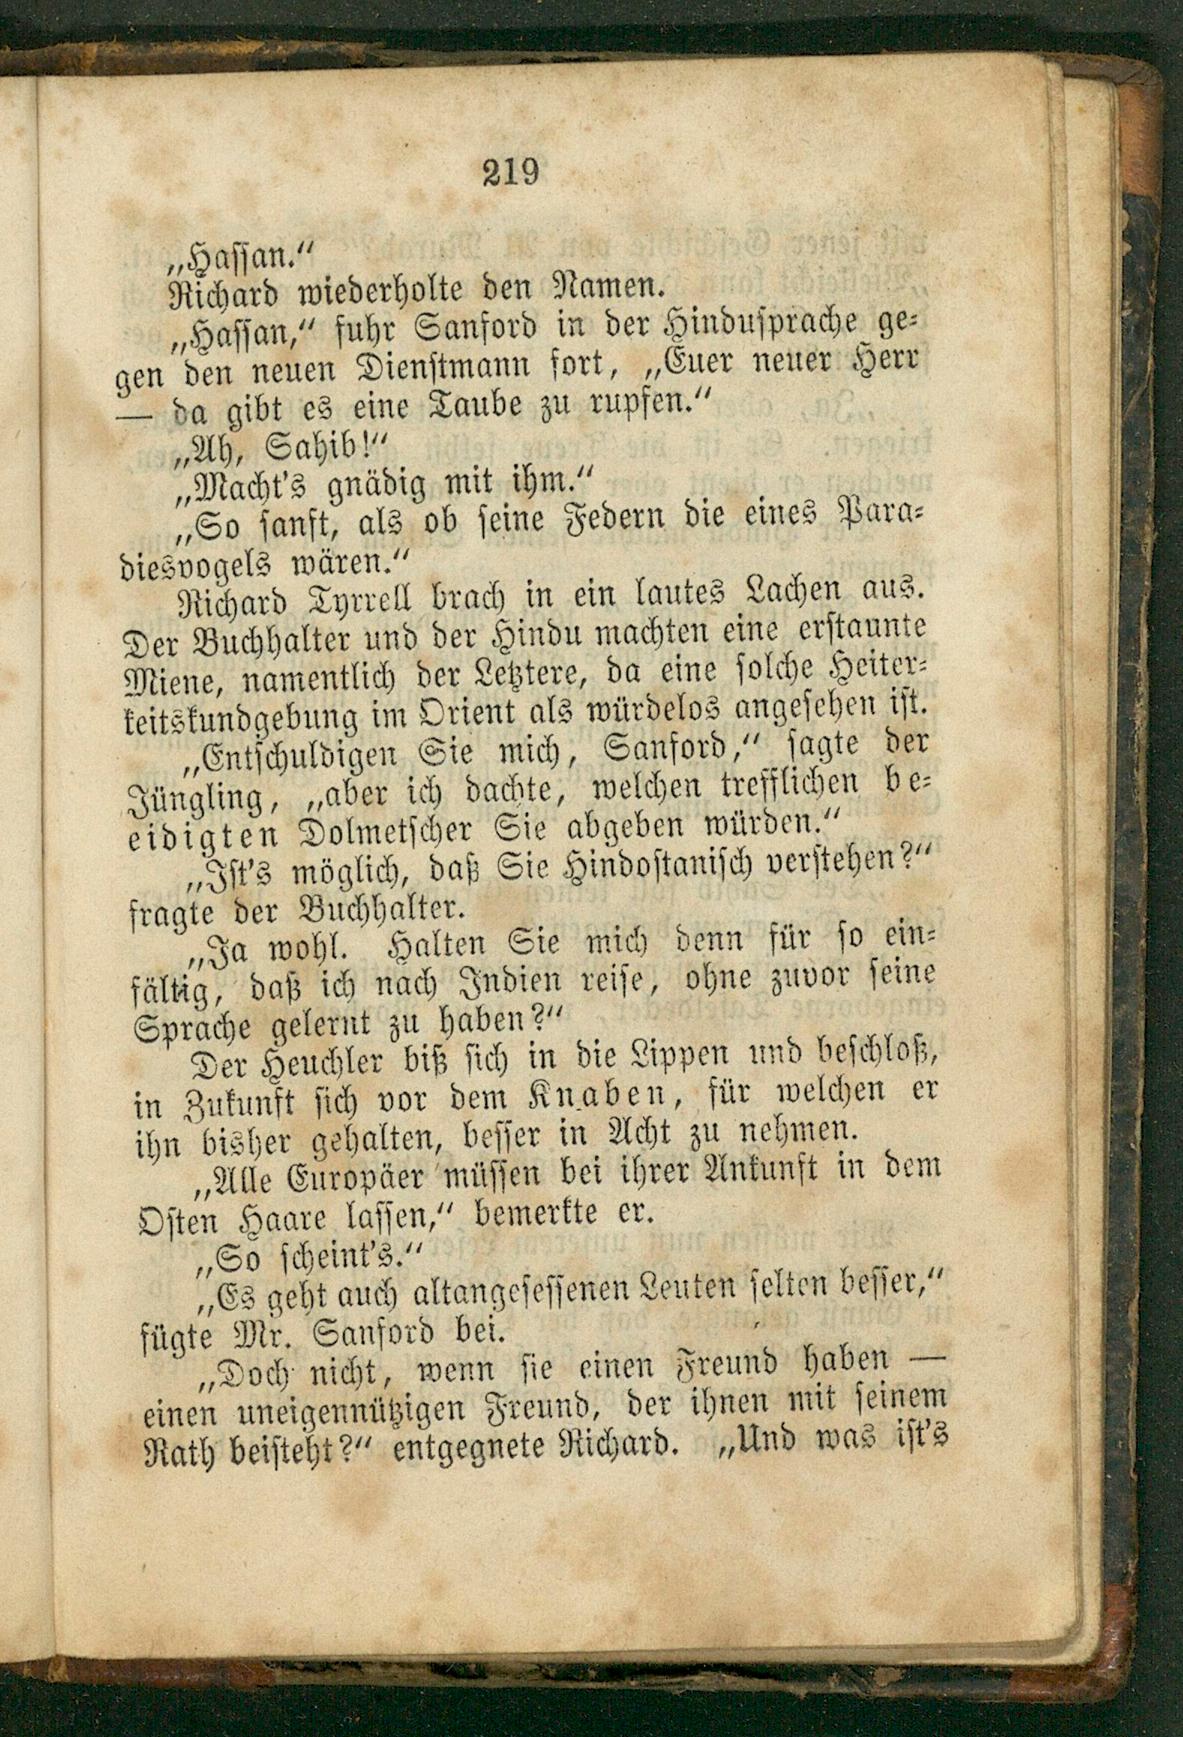 219
„Hassan.“
Richard wiederholte den Namen.
„Hassan,“ fuhr Sanford in der Hindusprache ge-
gen den neuen Dienstmann fort, „Euer neuer Herr
— da gibt es eine Taube zu rupfen.“
„Ah, Sahib!“
„Macht's gnädig mit ihm.“
„So sanft, als ob seine Federn die eines Para-
diesvogels wären.“
Richard Tyrrell brach in ein lautes Lachen aus.
Der Buchhalter und der Hindu machten eine erstaunte
Miene, namentlich der Letztere, da eine solche Heiter-
keitskundgebung im Orient als würdelos angesehen ist.
„Entschuldigen Sie mich, Sanford,“ sagte der
Jüngling, „aber ich dachte, welchen trefflichen be-
eidigten Dolmetscher Sie abgeben würden.“
„Ist's möglich, daß Sie Hindostanisch verstehen?“
fragte der Buchhalter.
„Ja wohl. Halten Sie mich denn für so ein-
fältig, daß ich nach Indien reise, ohne zuvor seine
Sprache gelernt zu haben?“
Der Heuchler biß sich in die Lippen und beschloß,
in Zukunft sich vor dem Knaben, für welchen er
ihn bisher gehalten, besser in Acht zu nehmen.
„Alle Europäer müssen bei ihrer Ankunft in dem
Osten Haare lassen,“ bemerkte er.
„So scheint's.“
„Es geht auch altangesessenen Leuten selten besser,“
fügte Mr. Sanford bei.
„Doch nicht, wenn sie einen Freund haben —
einen uneigennützigen Freund, der ihnen mit seinem
Rath beisteht?“ entgegnete Richard. „Und was ist's